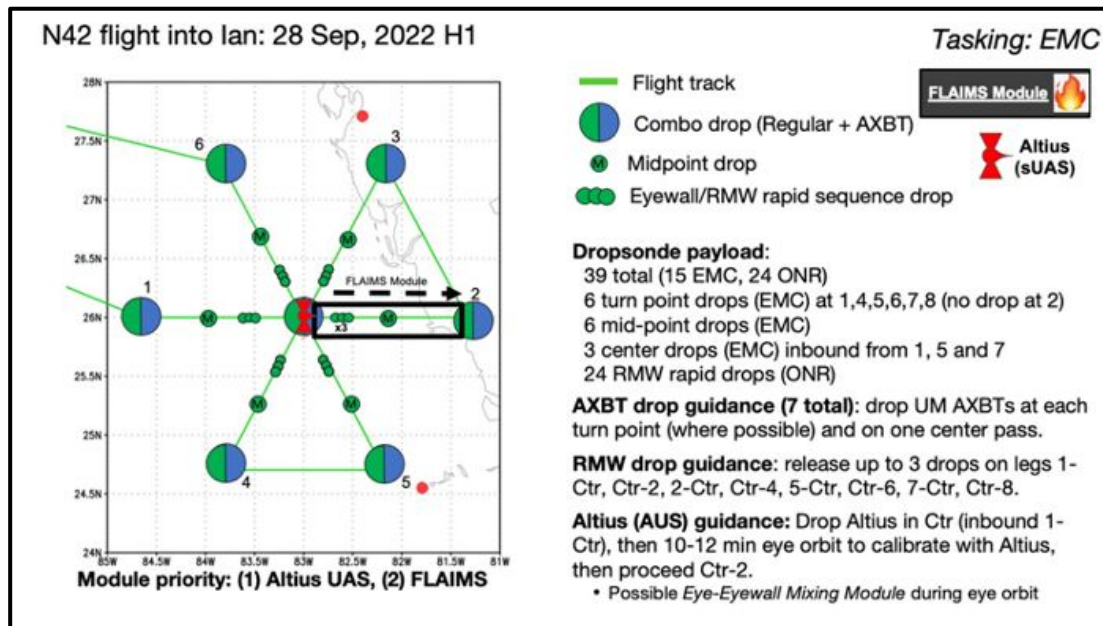 N42 flight into Ian: 28 Sep, 2022 H1
Tasking: EMC
FLAIMS Module
Flight track
Combo drop (Regular + AXBT)
Midpoint drop
Eyewall/RMW rapid sequence drop
Altius
(sUAS)
28N
27.5N
27N
26.5N
26N
25.5N
25N
24.5N
24N
85W
84.5W
84W
83.5W
83W
82.5W
82W
81.5W
81W
6
3
M
M
FLAIMS Module
1
2
M
M
x3
M
M
4
5
Module priority: (1) Altius UAS, (2) FLAIMS
Dropsonde payload:
39 total (15 EMC, 24 ONR)
6 turn point drops (EMC) at 1,4,5,6,7,8 (no drop at 2)
6 mid-point drops (EMC)
3 center drops (EMC) inbound from 1, 5 and 7
24 RMW rapid drops (ONR)
AXBT drop guidance (7 total): drop UM AXBTs at each
turn point (where possible) and on one center pass.
RMW drop guidance: release up to 3 drops on legs 1-
Ctr, Ctr-2, 2-Ctr, Ctr-4, 5-Ctr, Ctr-6, 7-Ctr, Ctr-8.
Altius (AUS) guidance: Drop Altius in Ctr (inbound 1-
Ctr), then 10-12 min eye orbit to calibrate with Altius,
then proceed Ctr-2.
• Possible Eye-Eyewall Mixing Module during eye orbit